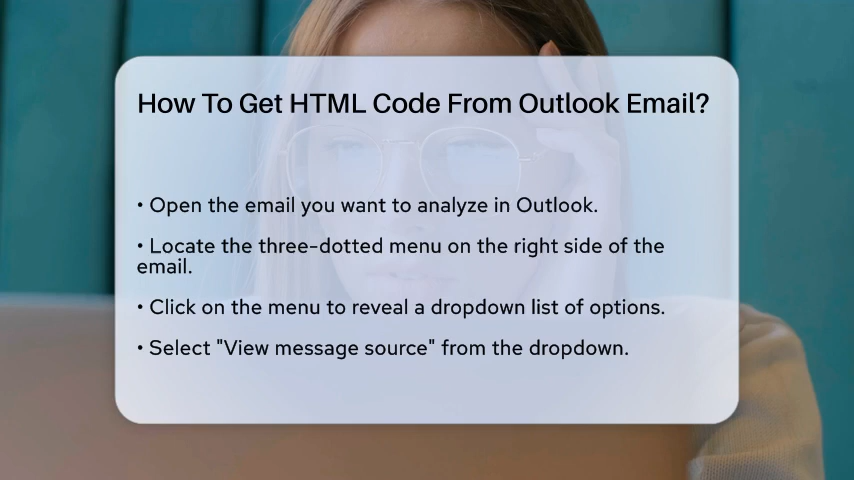 How To Get HTML Code From Outlook Email?
• Open the email you want to analyze in Outlook.
• Locate the three-dotted menu on the right side of the
email.
• Click on the menu to reveal a dropdown list of options.
• Select "View message source" from the dropdown.